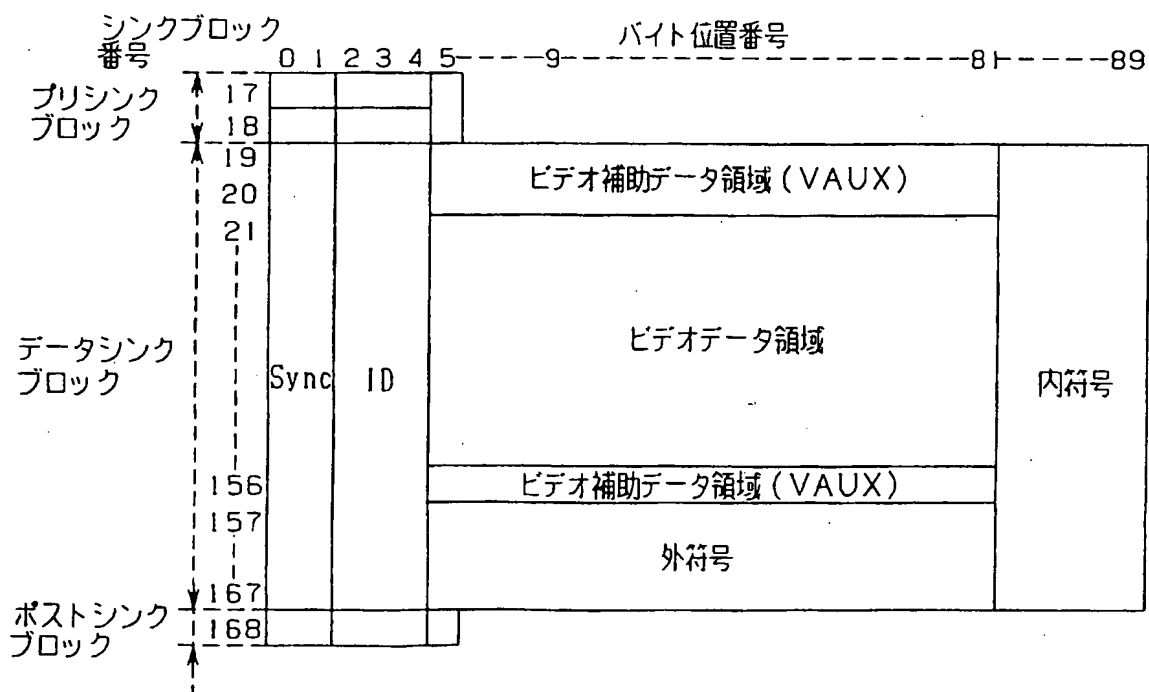 シンクブロック
番号
バイト位置番号
0 1 2 3 4 5-----9-----81-----89
プリシンク
ブロック
17
18
19
20
21
ビデオ補助データ領域(VAUX)
データシンク
ブロック
Sync
ID
ビデオデータ領域
内符号
156
ビデオ補助データ領域(VAUX)
157
外符号
167
ポストシンク
ブロック
168